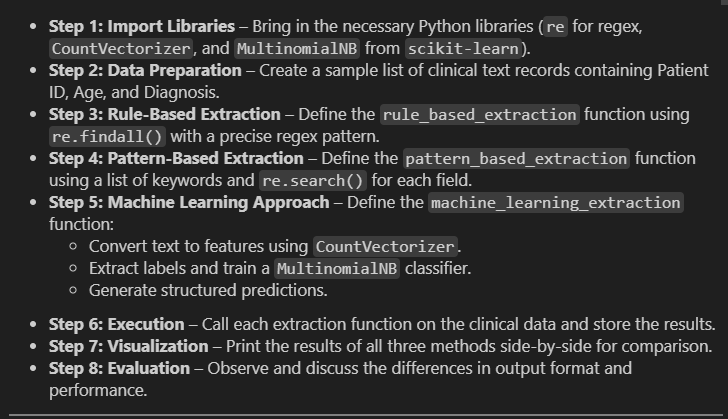 • Step 1: Import Libraries – Bring in the necessary Python libraries (re for regex,
CountVectorizer, and MultinomialNB from scikit-learn).
• Step 2: Data Preparation – Create a sample list of clinical text records containing Patient
ID, Age, and Diagnosis.
• Step 3: Rule-Based Extraction – Define the rule_based_extraction function using
re.findall() with a precise regex pattern.
• Step 4: Pattern-Based Extraction – Define the pattern_based_extraction function
using a list of keywords and re.search() for each field.
• Step 5: Machine Learning Approach – Define the machine_learning_extraction
function:
◦ Convert text to features using CountVectorizer.
◦ Extract labels and train a MultinomialNB classifier.
◦ Generate structured predictions.
• Step 6: Execution – Call each extraction function on the clinical data and store the results.
• Step 7: Visualization – Print the results of all three methods side-by-side for comparison.
• Step 8: Evaluation – Observe and discuss the differences in output format and
performance.